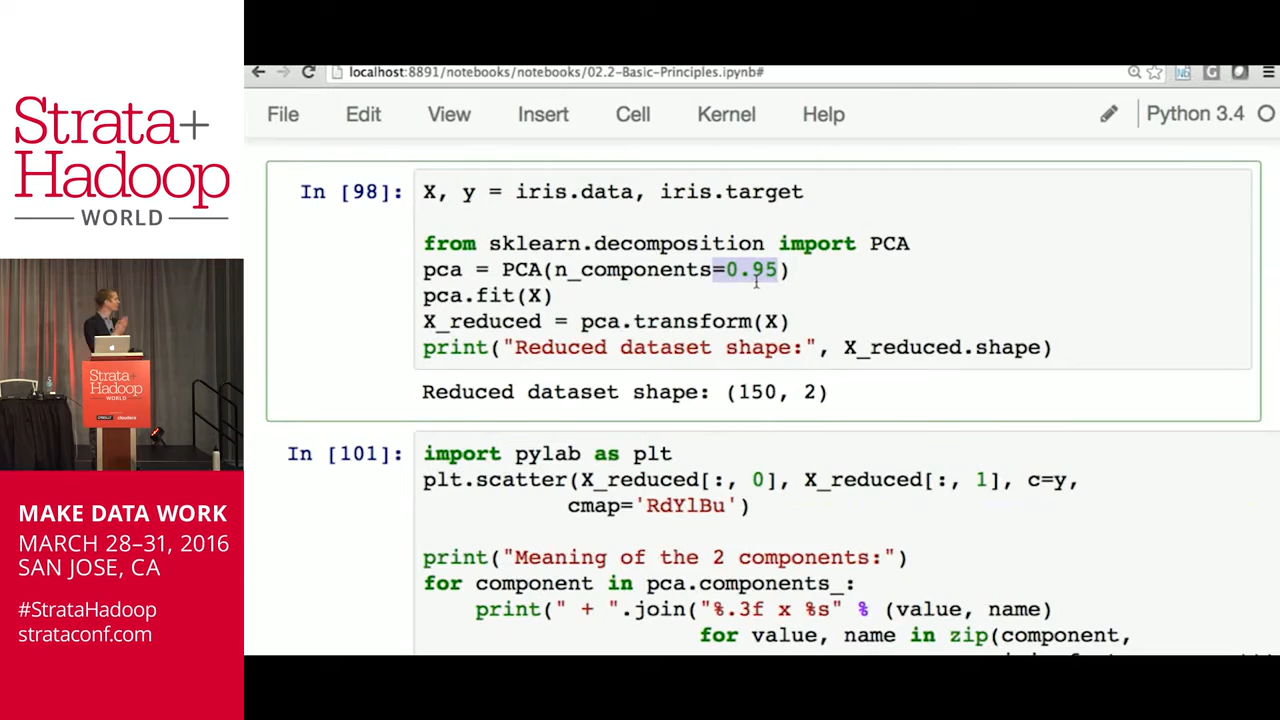 Strata+
Hadoop
WORLD
Strata+
Hadoop
WORLD
MAKE DATA WORK
MARCH 28–31, 2016
SAN JOSE, CA
#StrataHadoop
strataconf.com
localhost:8891/notebooks/notebooks/02.2-Basic-Principles.ipynb#
File Edit View Insert Cell Kernel Help Python 3.4
In [98]: X, y = iris.data, iris.target
from sklearn.decomposition import PCA
pca = PCA(n_components=0.95)
pca.fit(X)
X_reduced = pca.transform(X)
print("Reduced dataset shape:", X_reduced.shape)
Reduced dataset shape: (150, 2)
In [101]: import pylab as plt
plt.scatter(X_reduced[:, 0], X_reduced[:, 1], c=y,
cmap='RdYlBu')
print("Meaning of the 2 components:")
for component in pca.components_:
print(" + ".join("%.3f x %s" % (value, name)
for value, name in zip(component,